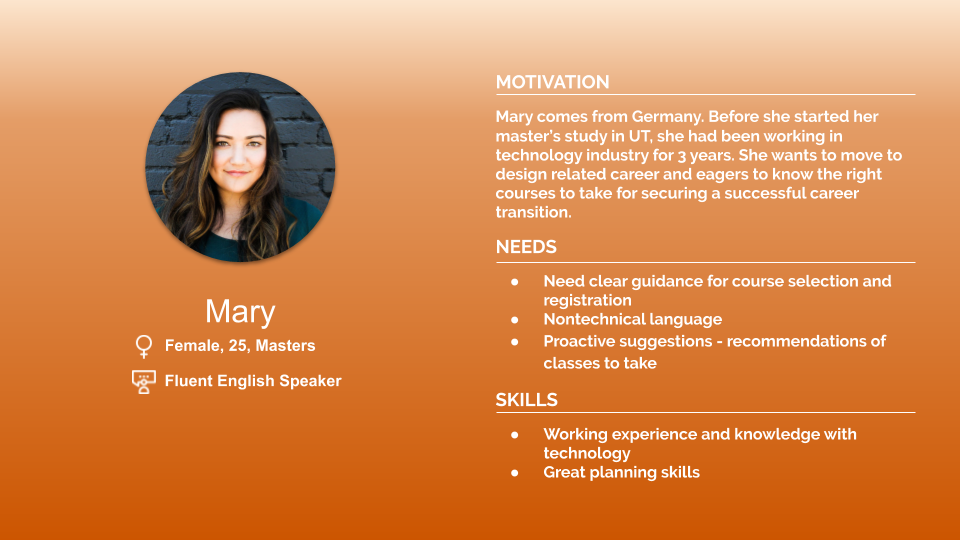 Mary
Female, 25, Masters
Fluent English Speaker
MOTIVATION
Mary comes from Germany. Before she started her
master's study in UT, she had been working in
technology industry for 3 years. She wants to move to
design related career and eagers to know the right
courses to take for securing a successful career
transition.
NEEDS
● Need clear guidance for course selection and
registration
● Nontechnical language
● Proactive suggestions - recommendations of
classes to take
SKILLS
● Working experience and knowledge with
technology
● Great planning skills